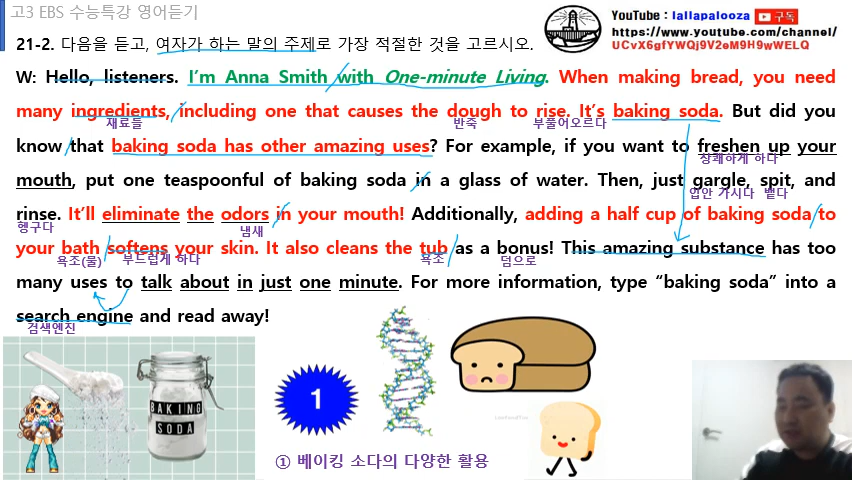 고3 EBS 수능특강 영어듣기
YouTube : lallapalooza 구독
https://www.youtube.com/channel/
UCvX6gfYWQj9V2eM9H9wWELQ
21-2. 다음을 듣고, 여자가 하는 말의 주제로 가장 적절한 것을 고르시오.
W: Hello, listeners. I’m Anna Smith with One-minute Living. When making bread, you need
many ingredients, including one that causes the dough to rise. It’s baking soda. But did you
재료들 반죽 부풀어오르다
know that baking soda has other amazing uses? For example, if you want to freshen up your
상쾌하게 하다
mouth, put one teaspoonful of baking soda in a glass of water. Then, just gargle, spit, and
입안 가시다 뱉다
rinse. It’ll eliminate the odors in your mouth! Additionally, adding a half cup of baking soda to
헹구다 냄새
your bath softens your skin. It also cleans the tub as a bonus! This amazing substance has too
욕조(물) 부드럽게 하다 욕조 덤으로
many uses to talk about in just one minute. For more information, type “baking soda” into a
search engine and read away!
검색엔진
BAKING
SODA
1
① 베이킹 소다의 다양한 활용